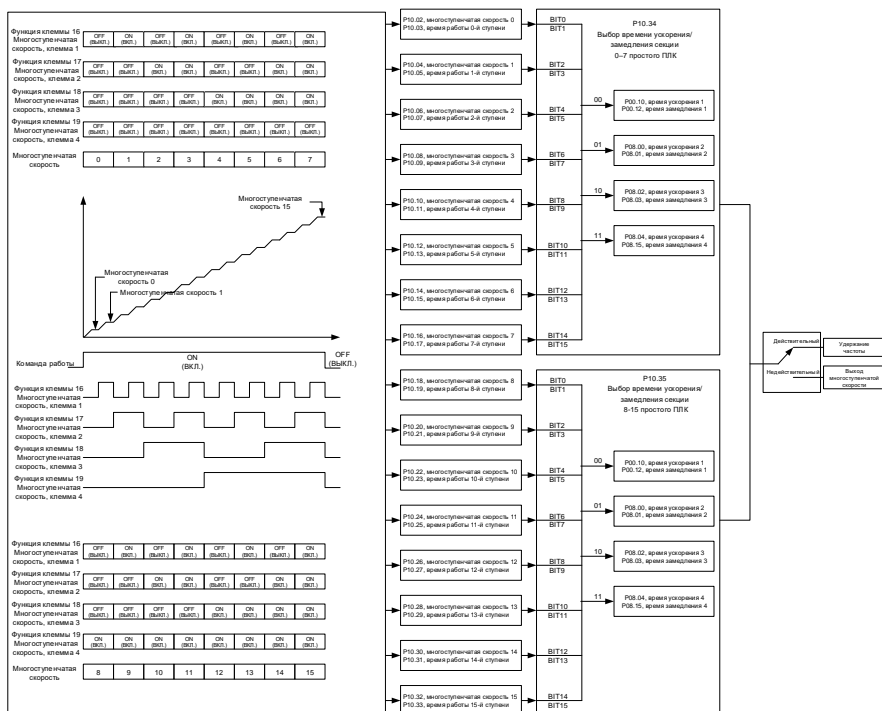 Функция клеммы 16
Многоступенчатая
скорость, клемма 1
OFF ON OFF ON OFF ON OFF ON
(ВЫКЛ.) (ВКЛ.) (ВЫКЛ.) (ВКЛ.) (ВЫКЛ.) (ВКЛ.) (ВЫКЛ.) (ВКЛ.)
Функция клеммы 17
Многоступенчатая
скорость, клемма 2
OFF OFF ON ON OFF OFF ON ON
(ВЫКЛ.) (ВЫКЛ.) (ВКЛ.) (ВКЛ.) (ВЫКЛ.) (ВЫКЛ.) (ВКЛ.) (ВКЛ.)
Функция клеммы 18
Многоступенчатая
скорость, клемма 3
OFF OFF OFF OFF ON ON ON ON
(ВЫКЛ.) (ВЫКЛ.) (ВЫКЛ.) (ВЫКЛ.) (ВКЛ.) (ВКЛ.) (ВКЛ.) (ВКЛ.)
Функция клеммы 19
Многоступенчатая
скорость, клемма 4
OFF OFF OFF OFF OFF OFF OFF OFF
(ВЫКЛ.) (ВЫКЛ.) (ВЫКЛ.) (ВЫКЛ.) (ВЫКЛ.) (ВЫКЛ.) (ВЫКЛ.) (ВЫКЛ.)
Многоступенчатая
скорость
0 1 2 3 4 5 6 7
Многоступенчатая
скорость 15
Многоступенчатая
скорость 0
Многоступенчатая скорость 1
Команда работы
ON
(ВКЛ.)
OFF
(ВЫКЛ.)
Функция клеммы 16
Многоступенчатая
скорость, клемма 1
Функция клеммы 17
Многоступенчатая
скорость, клемма 2
Функция клеммы 18
Многоступенчатая
скорость, клемма 3
Функция клеммы 19
Многоступенчатая
скорость, клемма 4
Функция клеммы 16
Многоступенчатая
скорость, клемма 1
OFF ON OFF ON OFF ON OFF ON
(ВЫКЛ.) (ВКЛ.) (ВЫКЛ.) (ВКЛ.) (ВЫКЛ.) (ВКЛ.) (ВЫКЛ.) (ВКЛ.)
Функция клеммы 17
Многоступенчатая
скорость, клемма 2
OFF OFF ON ON OFF OFF ON ON
(ВЫКЛ.) (ВЫКЛ.) (ВКЛ.) (ВКЛ.) (ВЫКЛ.) (ВЫКЛ.) (ВКЛ.) (ВКЛ.)
Функция клеммы 18
Многоступенчатая
скорость, клемма 3
OFF OFF OFF OFF ON ON ON ON
(ВЫКЛ.) (ВЫКЛ.) (ВЫКЛ.) (ВЫКЛ.) (ВКЛ.) (ВКЛ.) (ВКЛ.) (ВКЛ.)
Функция клеммы 19
Многоступенчатая
скорость, клемма 4
ON ON ON ON ON ON ON ON
(ВКЛ.) (ВКЛ.) (ВКЛ.) (ВКЛ.) (ВКЛ.) (ВКЛ.) (ВКЛ.) (ВКЛ.)
Многоступенчатая
скорость
8 9 10 11 12 13 14 15
P10.02, многоступенчатая скорость 0
P10.03, время работы 0-й ступени
BIT0
BIT1
P10.04, многоступенчатая скорость 1
P10.05, время работы 1-й ступени
BIT2
BIT3
P10.06, многоступенчатая скорость 2
P10.07, время работы 2-й ступени
BIT4
BIT5
P10.08, многоступенчатая скорость 3
P10.09, время работы 3-й ступени
BIT6
BIT7
P10.10, многоступенчатая скорость 4
P10.11, время работы 4-й ступени
BIT8
BIT9
P10.12, многоступенчатая скорость 5
P10.13, время работы 5-й ступени
BIT10
BIT11
P10.14, многоступенчатая скорость 6
P10.15, время работы 6-й ступени
BIT12
BIT13
P10.16, многоступенчатая скорость 7
P10.17, время работы 7-й ступени
BIT14
BIT15
P10.34
Выбор времени ускорения/
замедления секции
0–7 простого ПЛК
00
P00.10, время ускорения 1
P00.12, время замедления 1
01
P08.00, время ускорения 2
P08.01, время замедления 2
10
P08.02, время ускорения 3
P08.03, время замедления 3
11
P08.04, время ускорения 4
P08.15, время замедления 4
P10.18, многоступенчатая скорость 8
P10.19, время работы 8-й ступени
BIT0
BIT1
P10.20, многоступенчатая скорость 9
P10.21, время работы 9-й ступени
BIT2
BIT3
P10.22, многоступенчатая скорость 10
P10.23, время работы 10-й ступени
BIT4
BIT5
P10.24, многоступенчатая скорость 11
P10.25, время работы 11-й ступени
BIT6
BIT7
P10.26, многоступенчатая скорость 12
P10.27, время работы 12-й ступени
BIT8
BIT9
P10.28, многоступенчатая скорость 13
P10.29, время работы 13-й ступени
BIT10
BIT11
P10.30, многоступенчатая скорость 14
P10.31, время работы 14-й ступени
BIT12
BIT13
P10.32, многоступенчатая скорость 15
P10.33, время работы 15-й ступени
BIT14
BIT15
P10.35
Выбор времени ускорения/
замедления секции
8-15 простого ПЛК
00
P00.10, время ускорения 1
P00.12, время замедления 1
01
P08.00, время ускорения 2
P08.01, время замедления 2
10
P08.02, время ускорения 3
P08.03, время замедления 3
11
P08.04, время ускорения 4
P08.15, время замедления 4
Действительный
Удержание
частоты
Недействительный
Выход
многоступенчатой
скорости